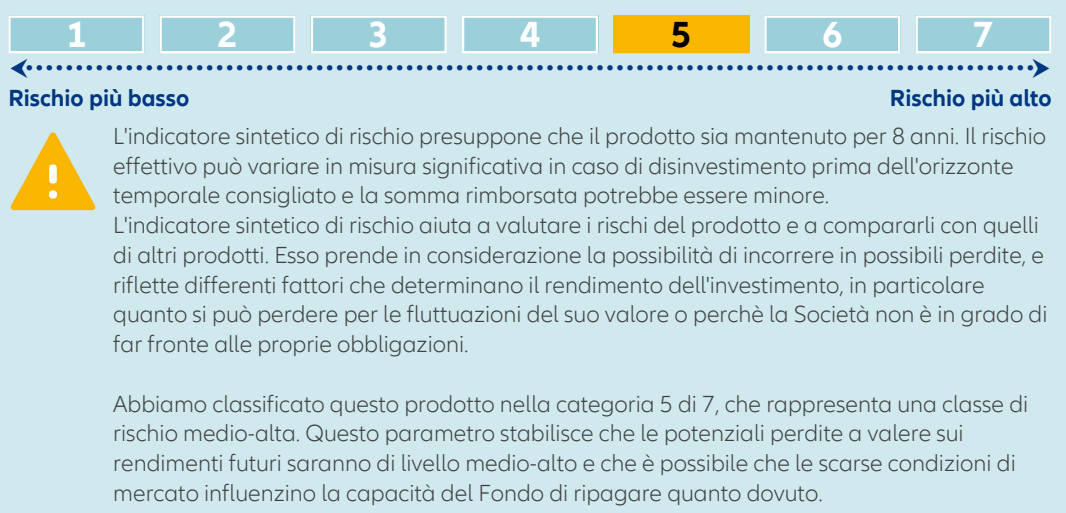 1 2 3 4 5 6 7
Rischio più basso Rischio più alto
L'indicatore sintetico di rischio presuppone che il prodotto sia mantenuto per 8 anni. Il rischio
effettivo può variare in misura significativa in caso di disinvestimento prima dell'orizzonte
temporale consigliato e la somma rimborsata potrebbe essere minore.
L'indicatore sintetico di rischio aiuta a valutare i rischi del prodotto e a compararli con quelli
di altri prodotti. Esso prende in considerazione la possibilità di incorrere in possibili perdite, e
riflette differenti fattori che determinano il rendimento dell'investimento, in particolare
quanto si può perdere per le fluttuazioni del suo valore o perchè la Società non è in grado di
far fronte alle proprie obbligazioni.
Abbiamo classificato questo prodotto nella categoria 5 di 7, che rappresenta una classe di
rischio medio-alta. Questo parametro stabilisce che le potenziali perdite a valere sui
rendimenti futuri saranno di livello medio-alto e che è possibile che le scarse condizioni di
mercato influenzino la capacità del Fondo di ripagare quanto dovuto.